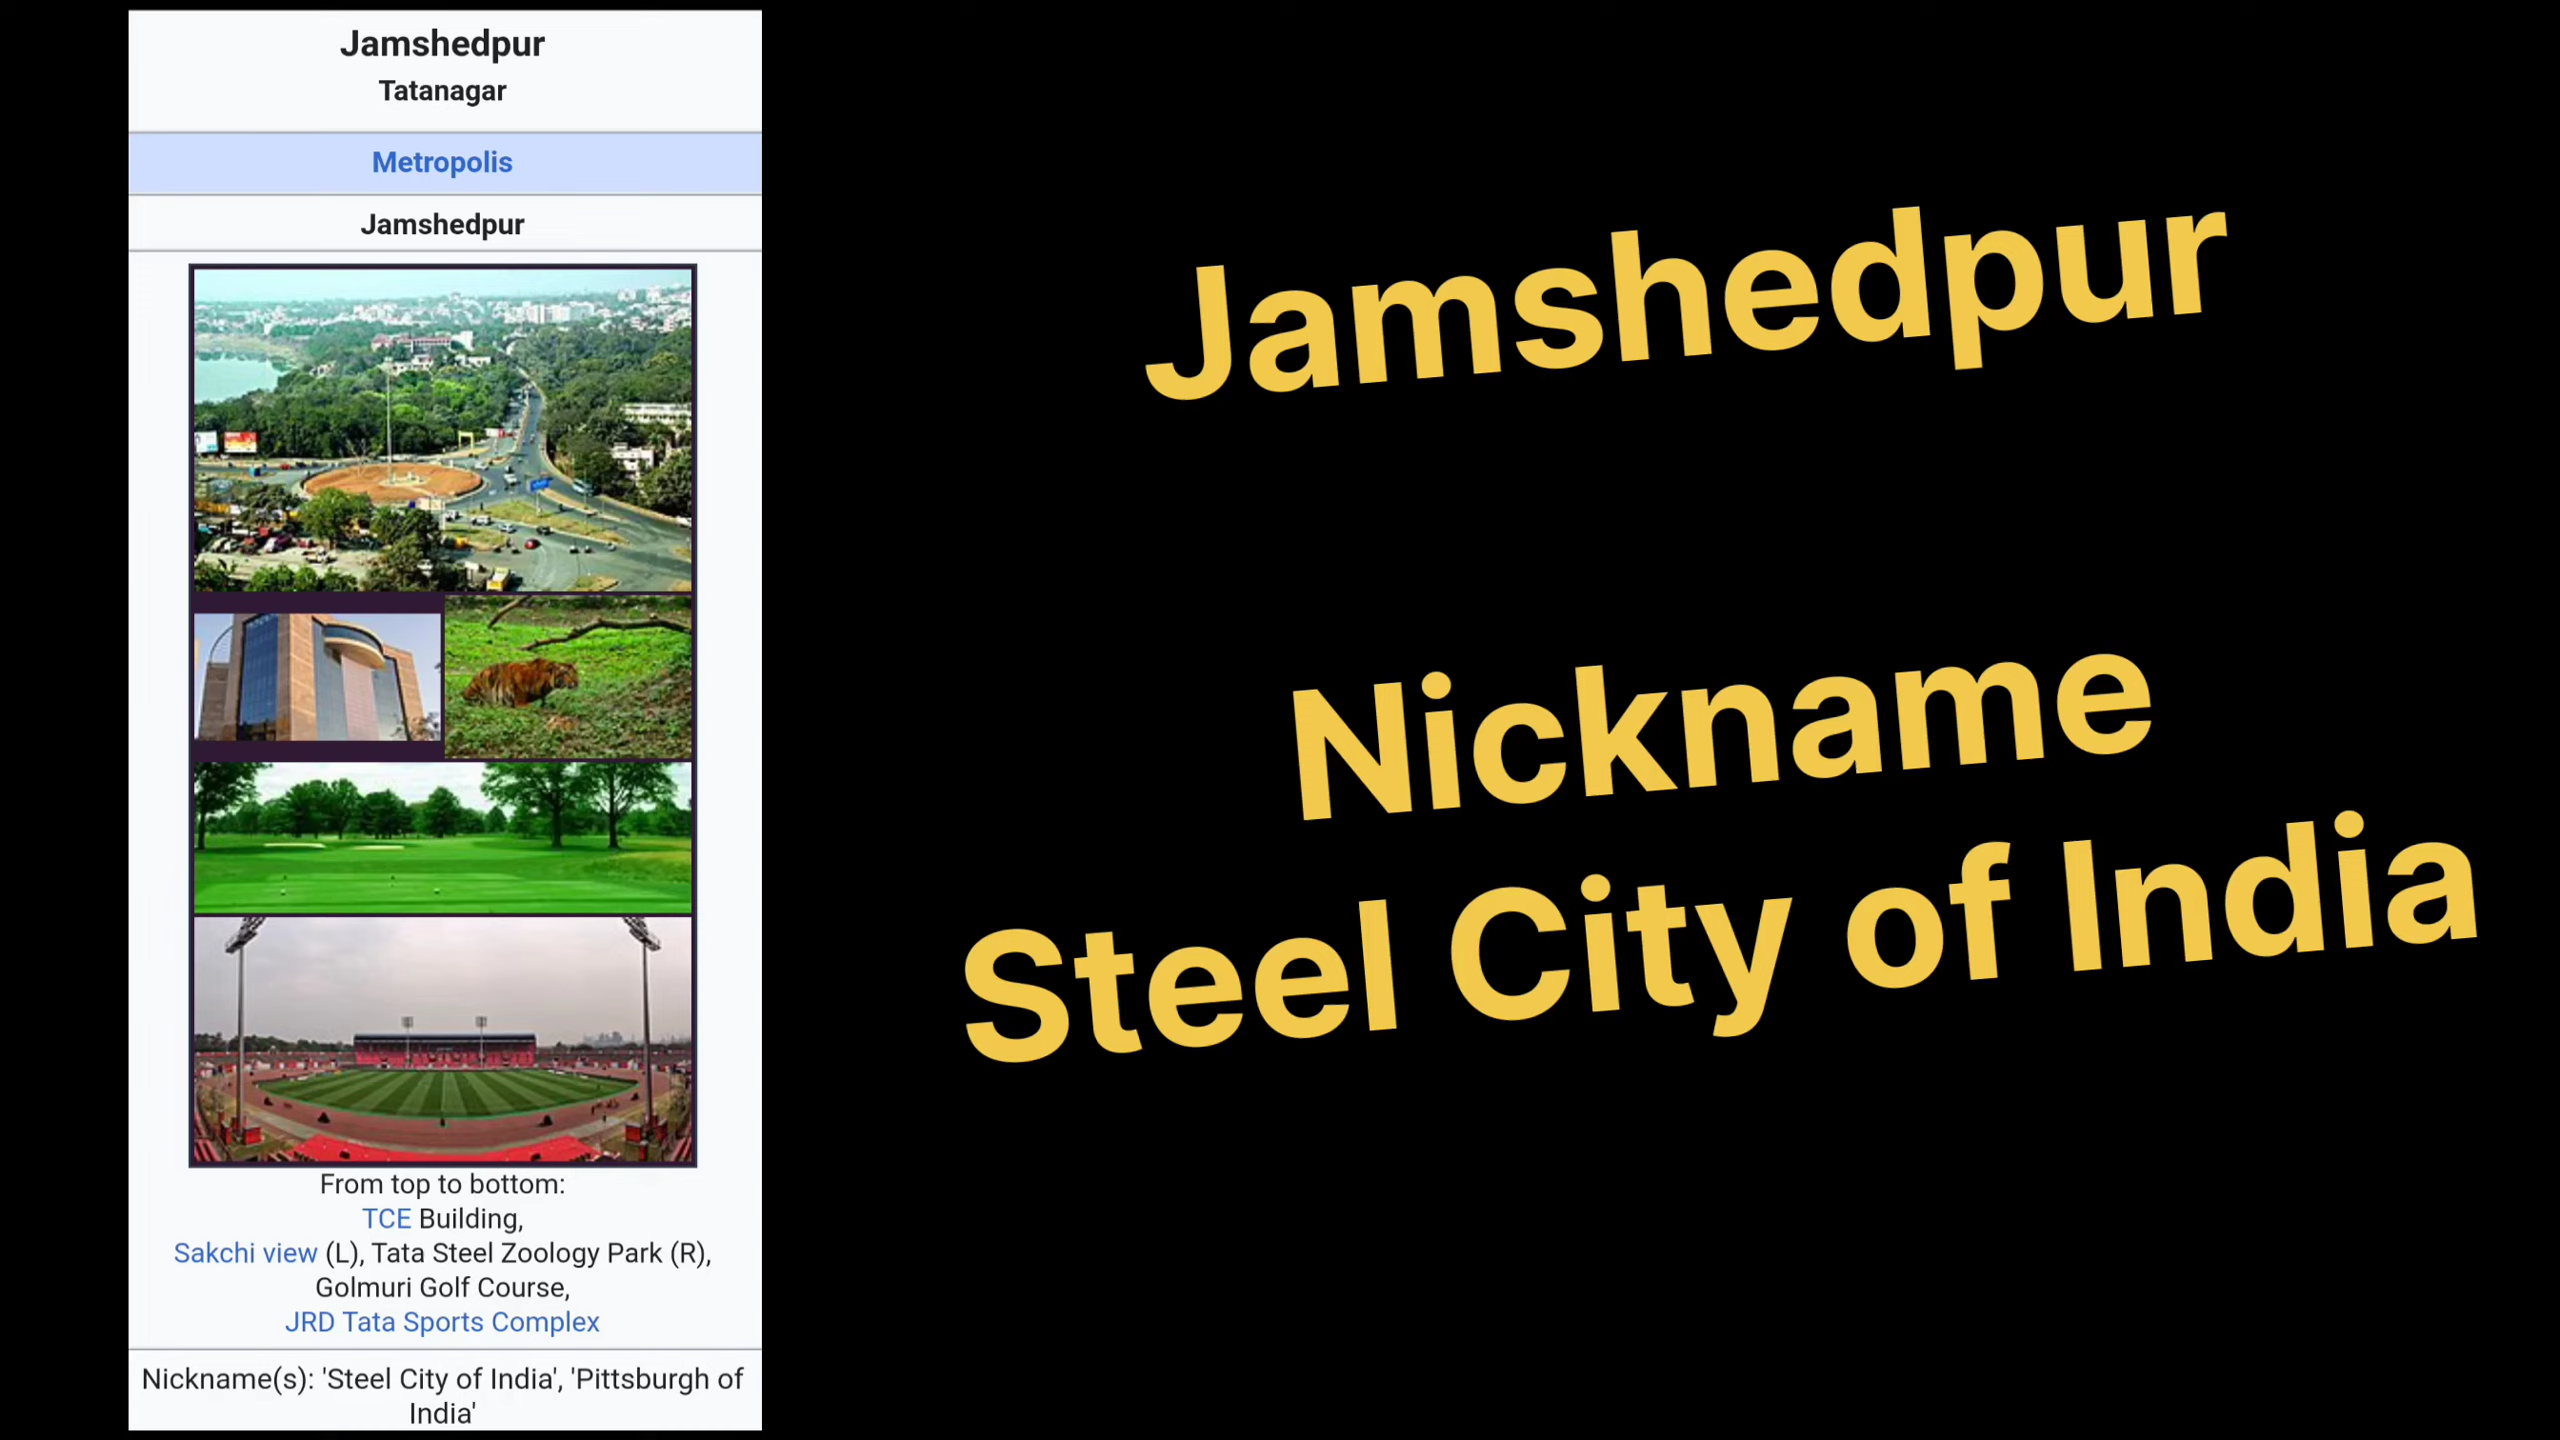 Jamshedpur
Tatanagar
Metropolis
Jamshedpur
From top to bottom:
TCE Building,
Sakchi view (L), Tata Steel Zoology Park (R),
Golmuri Golf Course,
JRD Tata Sports Complex
Nickname(s): 'Steel City of India', 'Pittsburgh of
India'
Jamshedpur
Nickname
Steel City of India